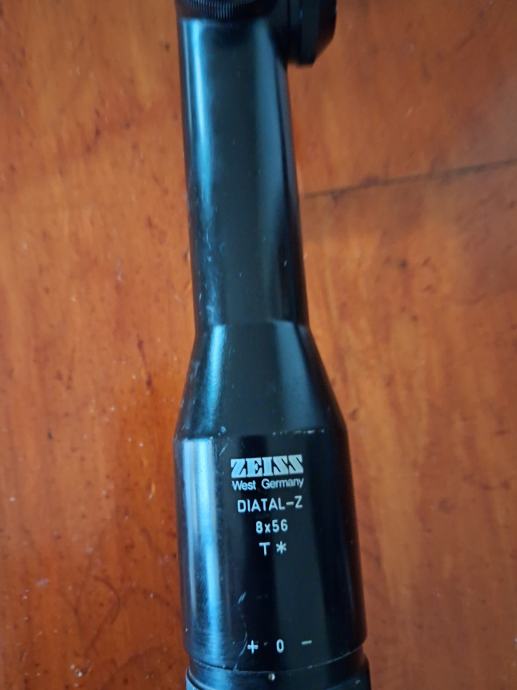 ZEISS
West Germany
DIATAL-Z
8x56
T*
+ 0 -